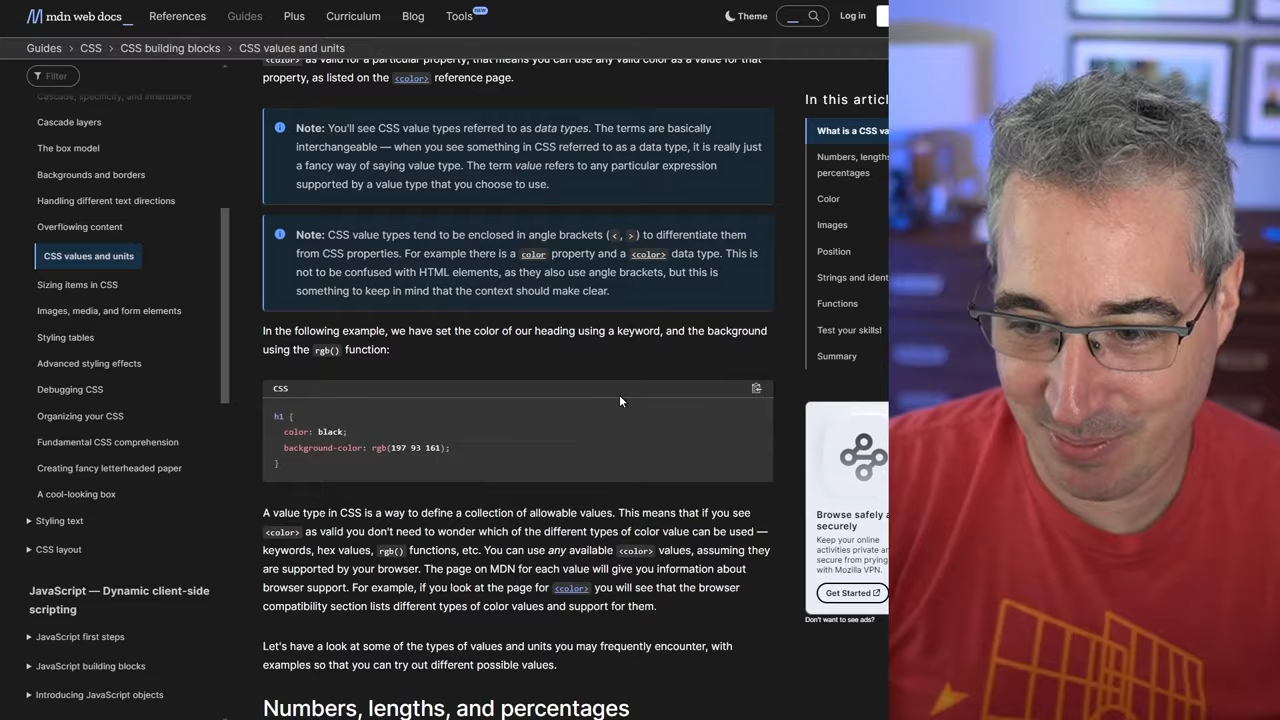 mdn web docs_
References
Guides
Plus
Curriculum
Blog
Tools
NEW
Theme
Log in
Guides > CSS > CSS building blocks > CSS values and units
Filter
Cascade, specificity, and inheritance
Cascade layers
The box model
Backgrounds and borders
Handling different text directions
Overflowing content
CSS values and units
Sizing items in CSS
Images, media, and form elements
Styling tables
Advanced styling effects
Debugging CSS
Organizing your CSS
Fundamental CSS comprehension
Creating fancy letterheaded paper
A cool-looking box
Styling text
CSS layout
JavaScript — Dynamic client-side
scripting
JavaScript first steps
JavaScript building blocks
Introducing JavaScript objects
<color> as valid for a particular property, that means you can use any valid color as a value for that
property, as listed on the <color> reference page.
Note: You'll see CSS value types referred to as data types. The terms are basically
interchangeable — when you see something in CSS referred to as a data type, it is really just
a fancy way of saying value type. The term value refers to any particular expression
supported by a value type that you choose to use.
Note: CSS value types tend to be enclosed in angle brackets (<, >) to differentiate them
from CSS properties. For example there is a color property and a <color> data type. This is
not to be confused with HTML elements, as they also use angle brackets, but this is
something to keep in mind that the context should make clear.
In the following example, we have set the color of our heading using a keyword, and the background
using the rgb() function:
CSS
h1 {
color: black;
background-color: rgb(197 93 161);
}
A value type in CSS is a way to define a collection of allowable values. This means that if you see
<color> as valid you don't need to wonder which of the different types of color value can be used —
keywords, hex values, rgb() functions, etc. You can use any available <color> values, assuming they
are supported by your browser. The page on MDN for each value will give you information about
browser support. For example, if you look at the page for <color> you will see that the browser
compatibility section lists different types of color values and support for them.
Let's have a look at some of the types of values and units you may frequently encounter, with
examples so that you can try out different possible values.
Numbers, lengths, and percentages
In this articl
What is a CSS va
Numbers, lengths
percentages
Color
Images
Position
Strings and ident
Functions
Test your skills!
Summary
Browse safely a
securely
Keep your online
activities private an
secure from prying
with Mozilla VPN.
Get Started
Don't want to see ads?